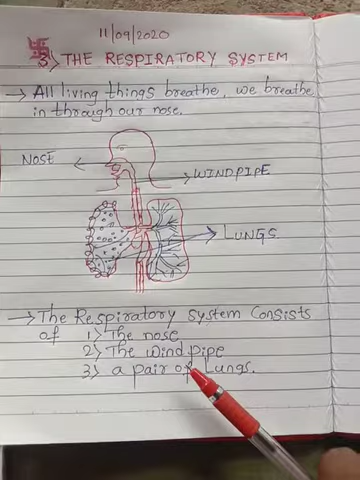 11/09/2020
3) THE RESPIRATORY SYSTEM
→ All living things breathe, we breathe
in through our nose.
NOSE
WINDPIPE
LUNGS
→ The Respiratory System Consists
of 1) The nose
2) The wind pipe
3) a pair of Lungs.